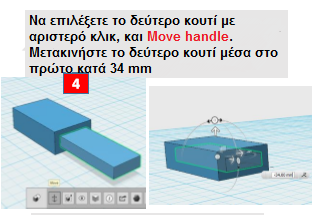 Να επιλέξετε το δεύτερο κουτί με
αριστερό κλικ, και Move handle.
Μετακινήστε το δεύτερο κουτί μέσα στο
πρώτο κατά 34 mm
4